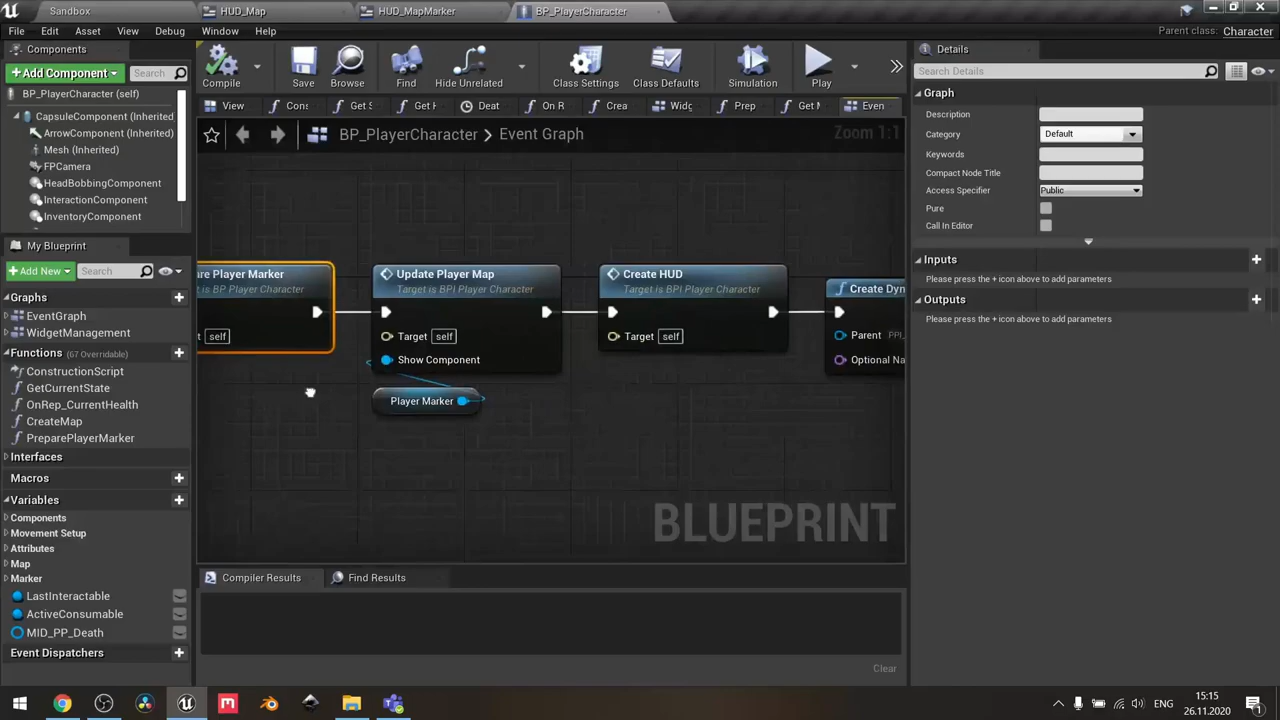 Sandbox
HUD_Map
HUD_MapMarker
BP_PlayerCharacter
File Edit Asset View Debug Window Help
Parent class: Character
Components
Details
+Add Component
Search
Compile
Save
Browse
Find
Hide Unrelated
Class Settings
Class Defaults
Simulation
Play
Search Details
BP_PlayerCharacter (self)
CapsuleComponent (Inherited)
ArrowComponent (Inherited)
Mesh (Inherited)
FPCamera
HeadBobbingComponent
InteractionComponent
InventoryComponent
View
Cons
Get S
Deat
On R
Crea
Widg
Prep
Get M
Even
BP_PlayerCharacter > Event Graph
Zoom 1:1
Graph
Description
Category Default
Keywords
Compact Node Title
Access Specifier Public
Pure
Call In Editor
Inputs
Please press the + icon above to add parameters
Outputs
Please press the + icon above to add parameters
My Blueprint
+Add New
Search
Graphs
EventGraph
WidgetManagement
Functions (67 Overridable)
ConstructionScript
GetCurrentState
OnRep_CurrentHealth
CreateMap
PreparePlayerMarker
Interfaces
Macros
Variables
Components
Movement Setup
Attributes
Map
Marker
LastInteractable
ActiveConsumable
MID_PP_Death
Event Dispatchers
re Player Marker
t is BP Player Character
t self
Update Player Map
Target is BPI Player Character
Target self
Show Component
Player Marker
Create HUD
Target is BPI Player Character
Target self
Create Dyn
Parent PPI_
Optional Na
BLUEPRINT
Compiler Results
Find Results
Clear
ENG
15:15
26.11.2020